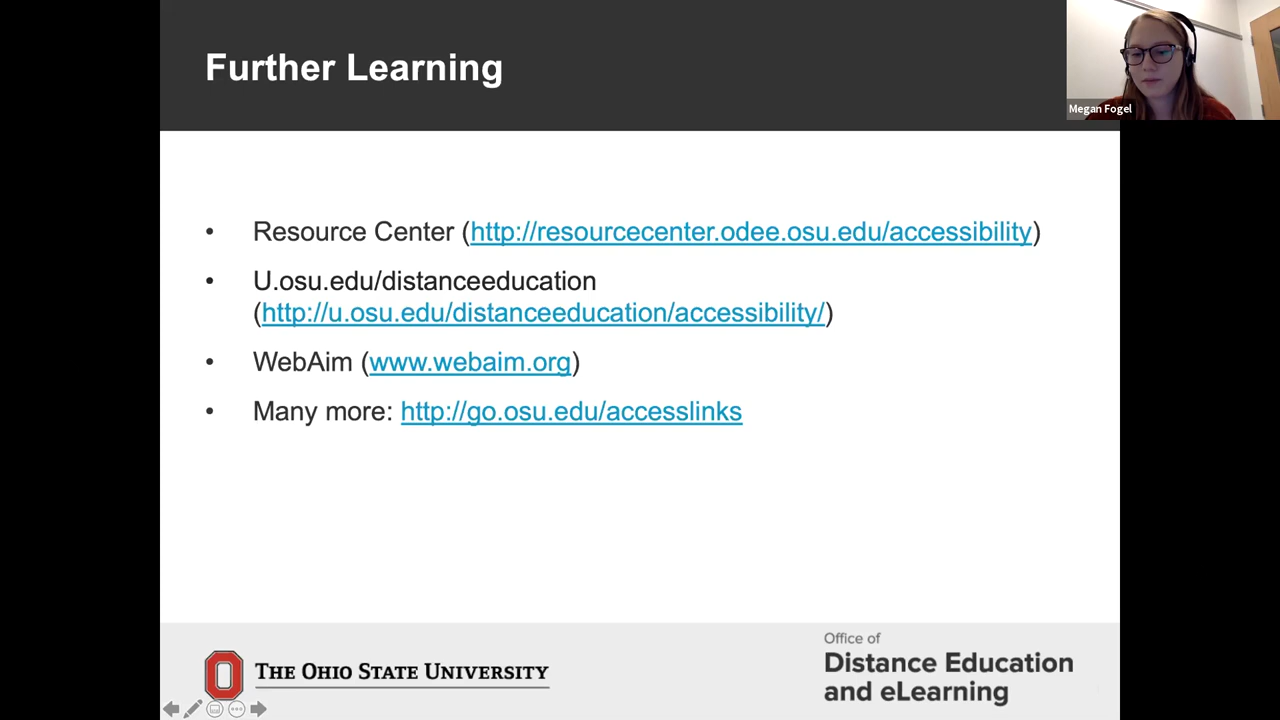 Further Learning
Megan Fogel
• Resource Center (http://resourcecenter.odee.osu.edu/accessibility)
• U.osu.edu/distanceeducation
(http://u.osu.edu/distanceeducation/accessibility/)
• WebAim (www.webaim.org)
• Many more: http://go.osu.edu/accesslinks
THE OHIO STATE UNIVERSITY
Office of
Distance Education
and eLearning